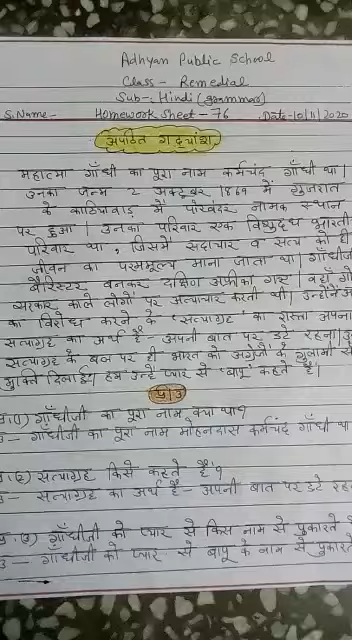 Adhyan Public School
Class - Remedial
Sub-: Hindi (grammar)
S.Name- Homework Sheet - 76 Date-10/11/2020
अपठित गद्यांश
महात्मा गाँधी का पूरा नाम कर्मचंद गाँधी था।
उनका जन्म 2 अक्टूबर 1869 में गुजरात
के काठियावाड़ में पोरबंदर नामक स्थान
पर हुआ। उनका परिवार एक विशुद्ध भारती
परिवार था, जिसमें सदाचार व सत्य को ही
जीवन का परममूल्य माना जाता था। गाँधीजी
बैरिस्टर बनकर दक्षिण अफ्रीका गए। वहाँ गो
सरकार काले लोगों पर अत्याचार करती थी। उन्होंने
का विरोध करने के 'सत्याग्रह' का रास्ता अपना
सत्याग्रह का अर्थ है - अपनी बात पर डटे रहना।
सत्याग्रह के बल पर ही भारत को अंग्रेजों के गुलामी से
मुक्ति दिलाई। हम उन्हें प्यार से 'बापू' कहते हैं।
(1) गाँधीजी का पूरा नाम क्या था?
- गाँधीजी का पूरा नाम मोहनदास कर्मचंद गाँधी था
(2) सत्याग्रह किसे कहते हैं?
- सत्याग्रह का अर्थ है - अपनी बात पर डटे रह
(3) गाँधीजी को प्यार से किस नाम से पुकारते
- गाँधीजी को प्यार से बापू के नाम से पुकारते